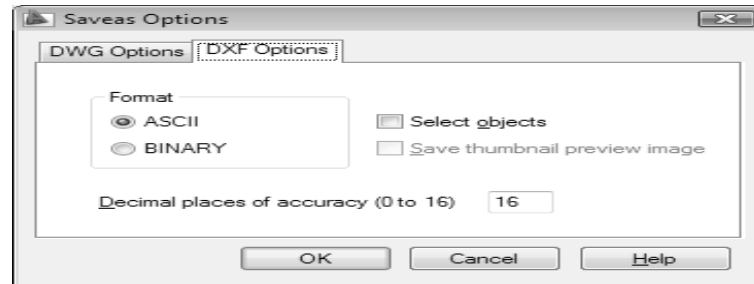 Saveas Options
DWG Options DXF Options
Format
ASCII
Select objects
BINARY
Save thumbnail preview image
Decimal places of accuracy (0 to 16) 16
OK Cancel Help